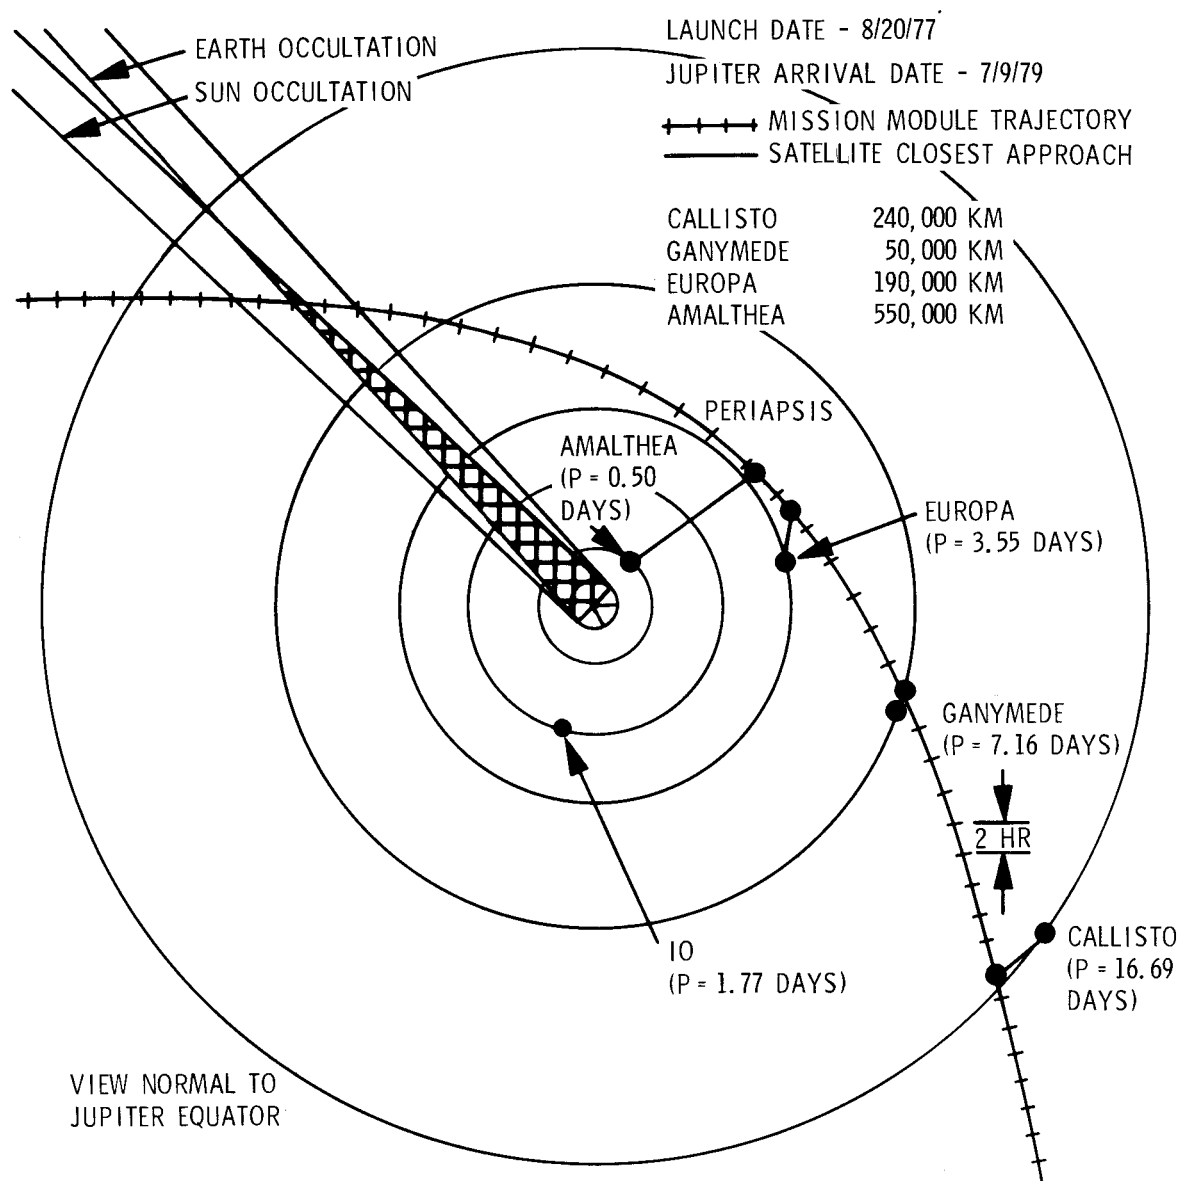 LAUNCH DATE - 8/20/77
JUPITER ARRIVAL DATE - 7/9/79
MISSION MODULE TRAJECTORY
SATELLITE CLOSEST APPROACH
EARTH OCCULTATION
SUN OCCULTATION
CALLISTO 240,000 KM
GANYMEDE 50,000 KM
EUROPA 190,000 KM
AMALTHEA 550,000 KM
PERIAPSIS
AMALTHEA
(P = 0.50
DAYS)
EUROPA
(P = 3.55 DAYS)
GANYMEDE
(P = 7.16 DAYS)
2 HR
CALLISTO
(P = 16.69
DAYS)
IO
(P = 1.77 DAYS)
VIEW NORMAL TO
JUPITER EQUATOR